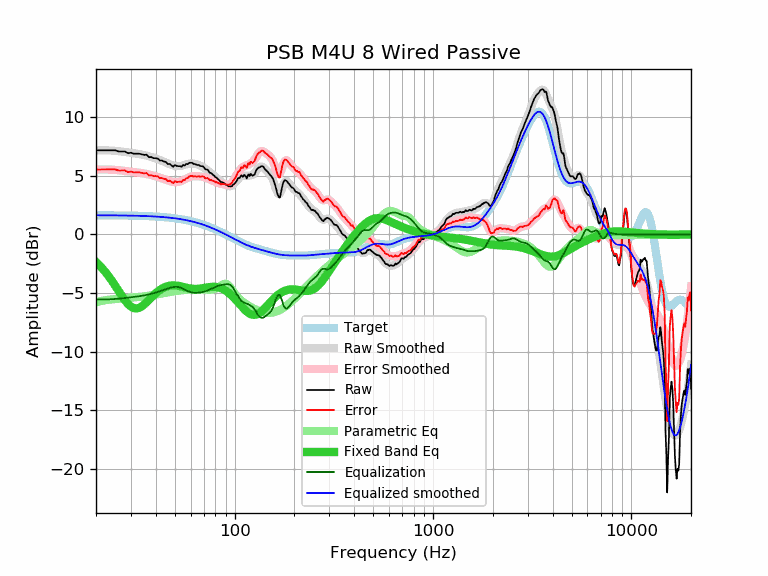 PSB M4U 8 Wired Passive
Amplitude (dBr)
10
5
0
−5
−10
−15
−20
Target
Raw Smoothed
Error Smoothed
Raw
Error
Parametric Eq
Fixed Band Eq
Equalization
Equalized smoothed
100
1000
10000
Frequency (Hz)